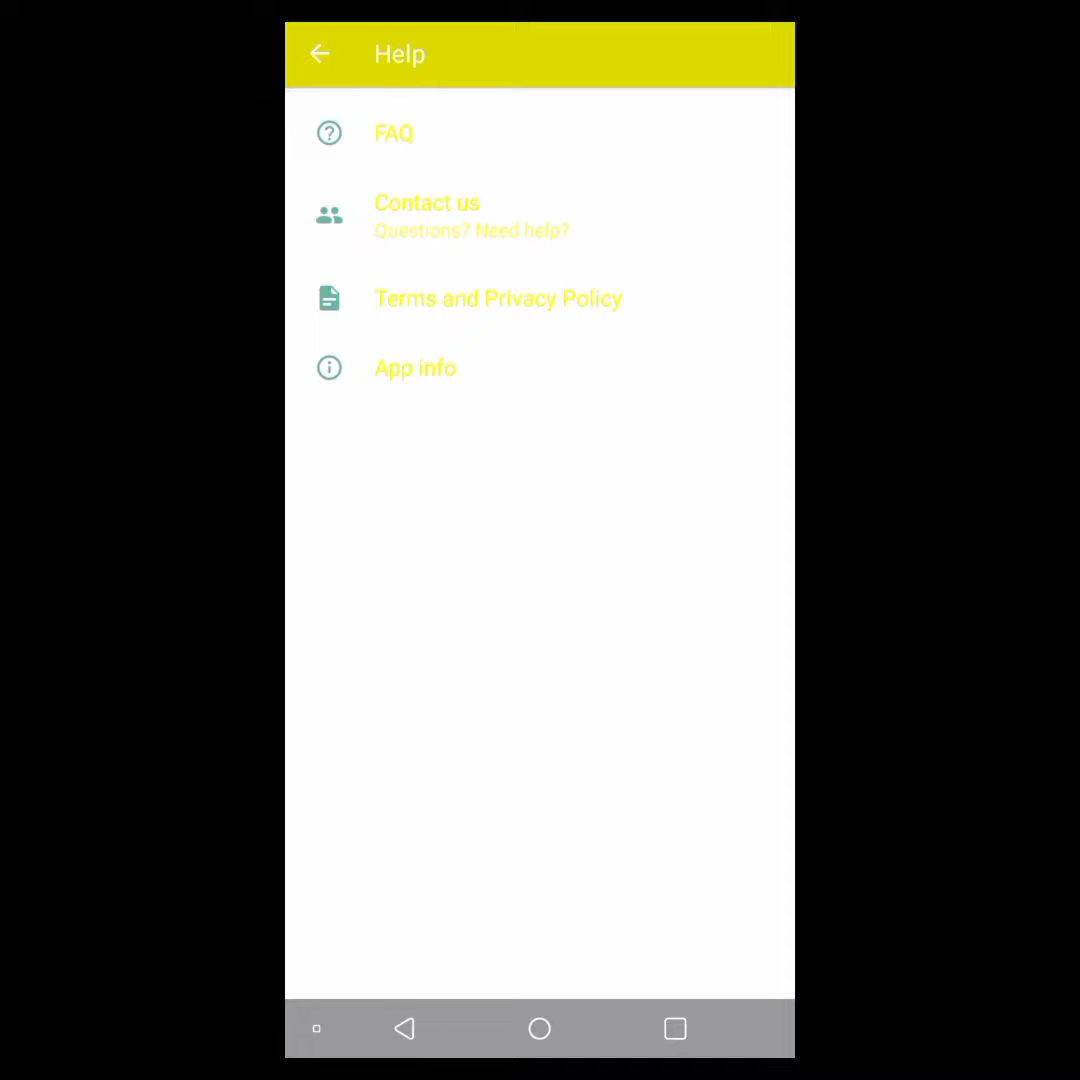 Help
FAQ
Contact us
Questions? Need help?
Terms and Privacy Policy
App info